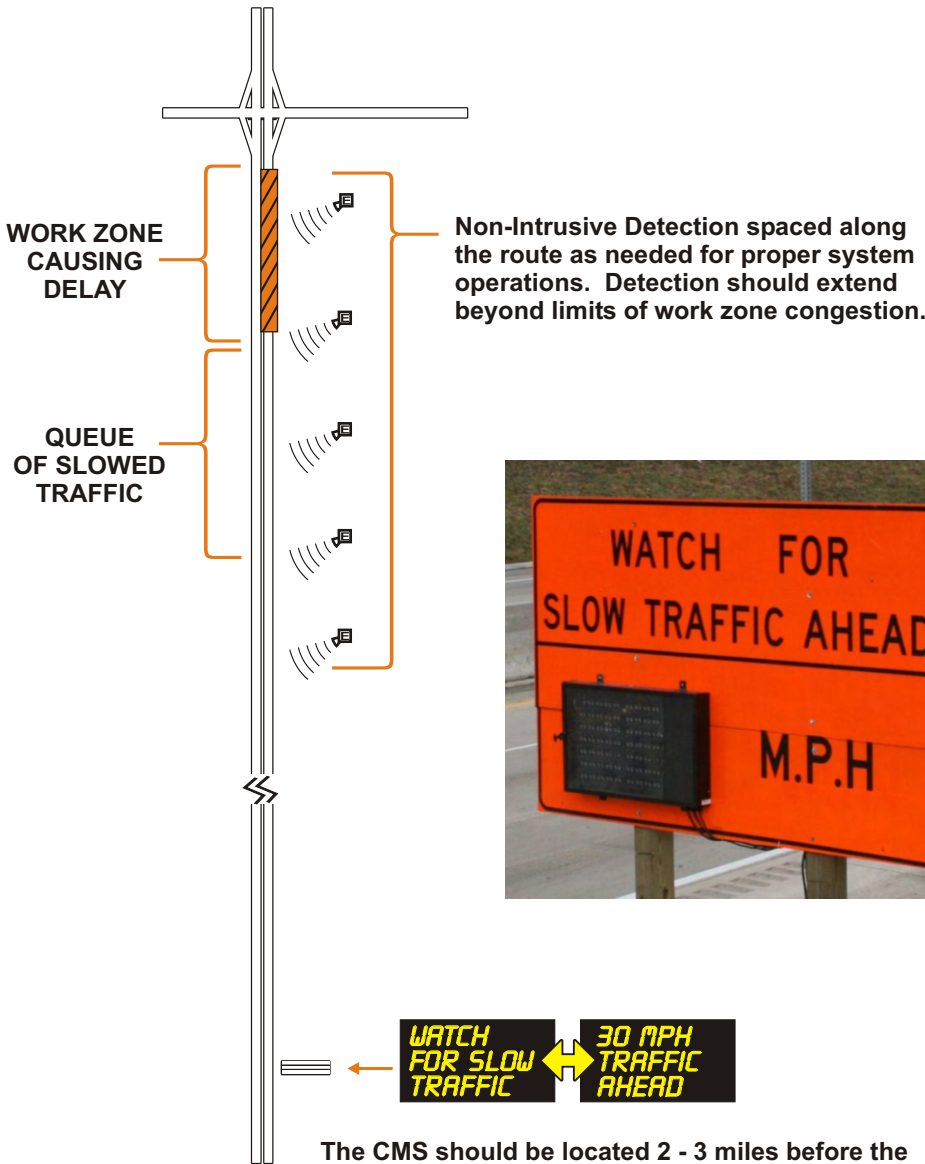 WORK ZONE
CAUSING
DELAY
Non-Intrusive Detection spaced along
the route as needed for proper system
operations. Detection should extend
beyond limits of work zone congestion.
QUEUE
OF SLOWED
TRAFFIC
WATCH FOR
SLOW TRAFFIC AHEAD
M.P.H
WATCH
FOR SLOW
TRAFFIC
30 MPH
TRAFFIC
AHEAD
The CMS should be located 2 - 3 miles before the